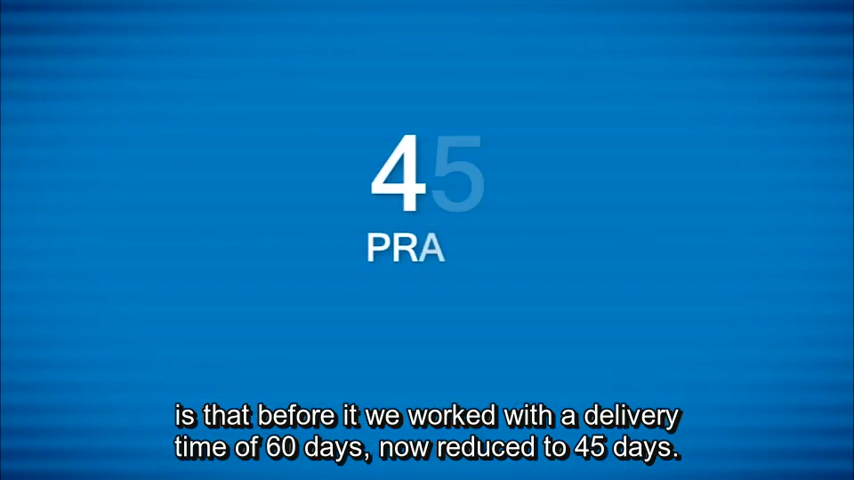 45
PRA
is that before it we worked with a delivery
time of 60 days, now reduced to 45 days.